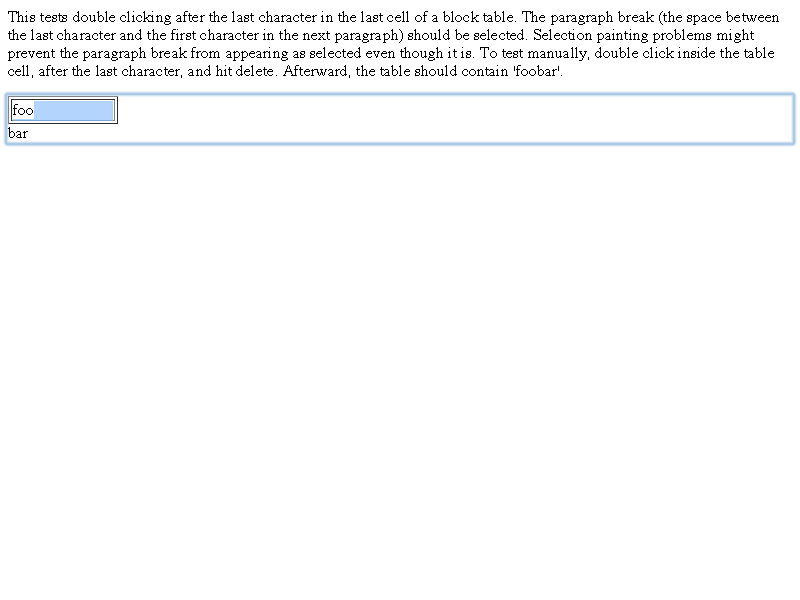 This tests double clicking after the last character in the last cell of a block table. The paragraph break (the space between
the last character and the first character in the next paragraph) should be selected. Selection painting problems might
prevent the paragraph break from appearing as selected even though it is. To test manually, double click inside the table
cell, after the last character, and hit delete. Afterward, the table should contain 'foobar'.
foo
bar